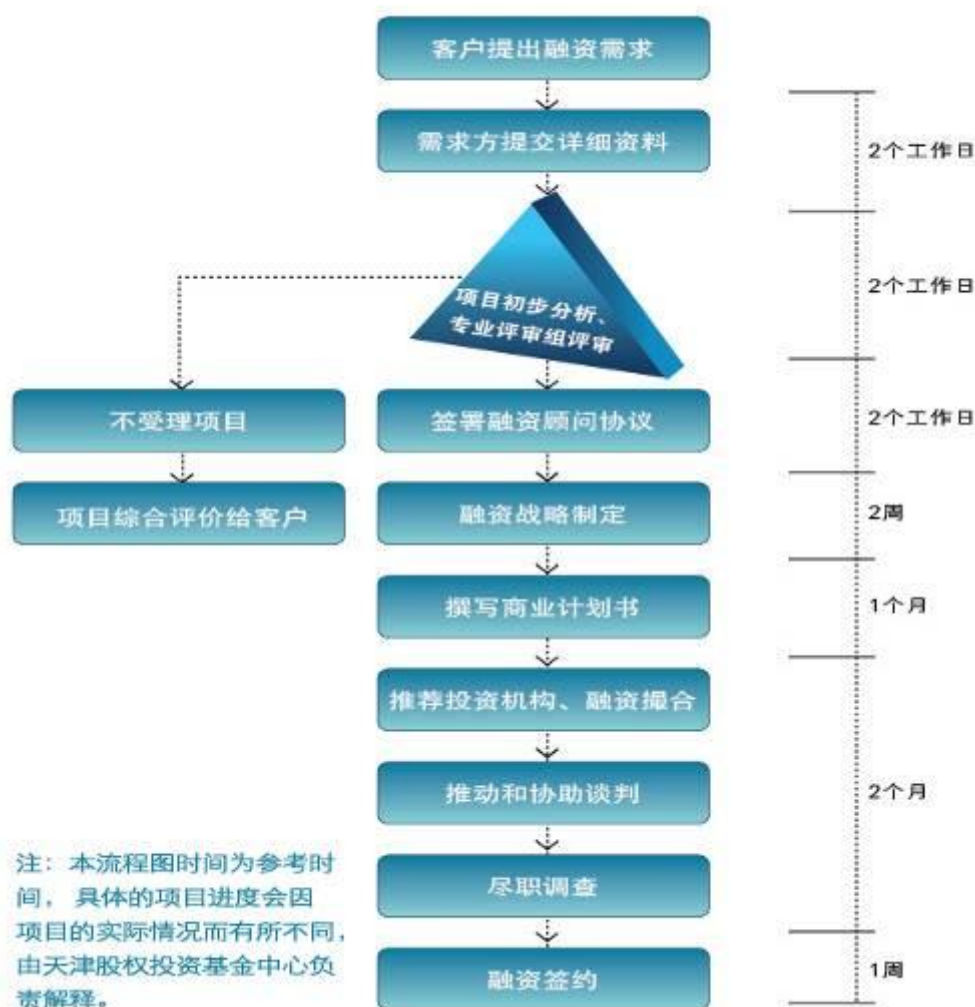 客户提出融资需求
需求方提交详细资料
2个工作日
项目初步分析、
专业评审组评审
2个工作日
不受理项目
签署融资顾问协议
2个工作日
项目综合评价给客户
融资战略制定
2周
撰写商业计划书
1个月
推荐投资机构、融资撮合
推动和协助谈判
2个月
尽职调查
融资签约
1周
注：本流程图时间为参考时
间，具体的项目进度会因
项目的实际情况而有所不同，
由天津股权投资基金中心负
责解释。